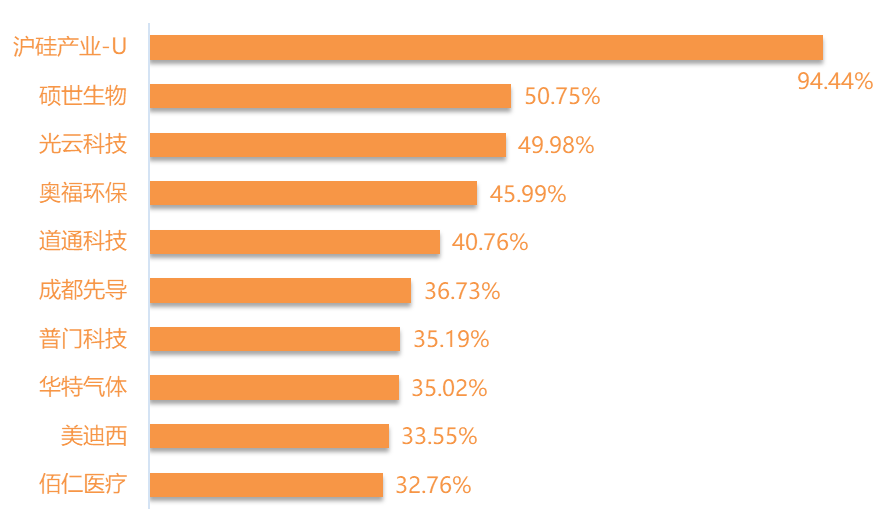 沪硅产业-U
94.44%
硕世生物 50.75%
光云科技 49.98%
奥福环保 45.99%
道通科技 40.76%
成都先导 36.73%
普门科技 35.19%
华特气体 35.02%
美迪西 33.55%
佰仁医疗 32.76%